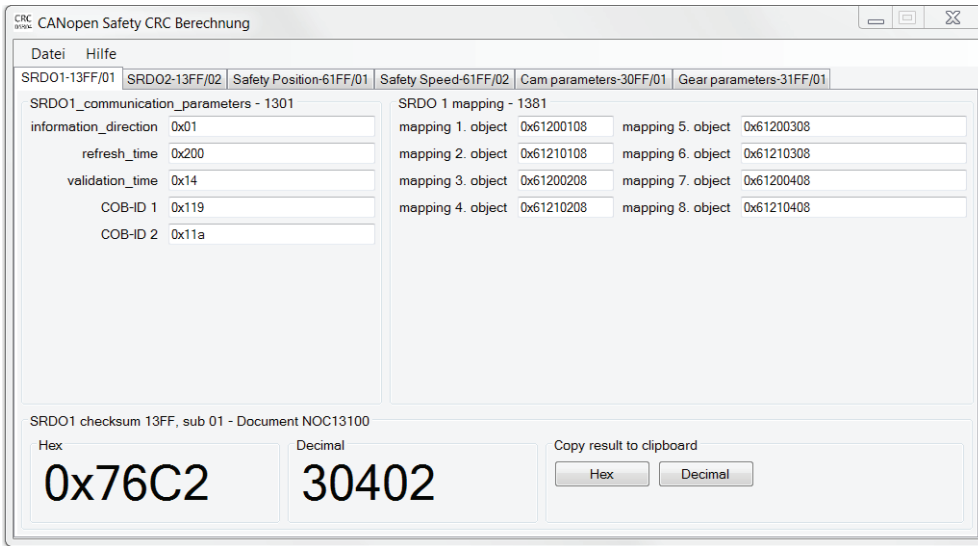 CRC CANopen Safety CRC Berechnung
Datei Hilfe
SRDO1-13FF/01 SRDO2-13FF/02 Safety Position-61FF/01 Safety Speed-61FF/02 Cam parameters-30FF/01 Gear parameters-31FF/01
SRDO1_communication_parameters - 1301
information_direction 0x01
refresh_time 0x200
validation_time 0x14
COB-ID 1 0x119
COB-ID 2 0x11a
SRDO 1 mapping - 1381
mapping 1. object 0x61200108 mapping 5. object 0x61200308
mapping 2. object 0x61210108 mapping 6. object 0x61210308
mapping 3. object 0x61200208 mapping 7. object 0x61200408
mapping 4. object 0x61210208 mapping 8. object 0x61210408
SRDO1 checksum 13FF, sub 01 - Document NOC13100
Hex
0x76C2
Decimal
30402
Copy result to clipboard
Hex Decimal